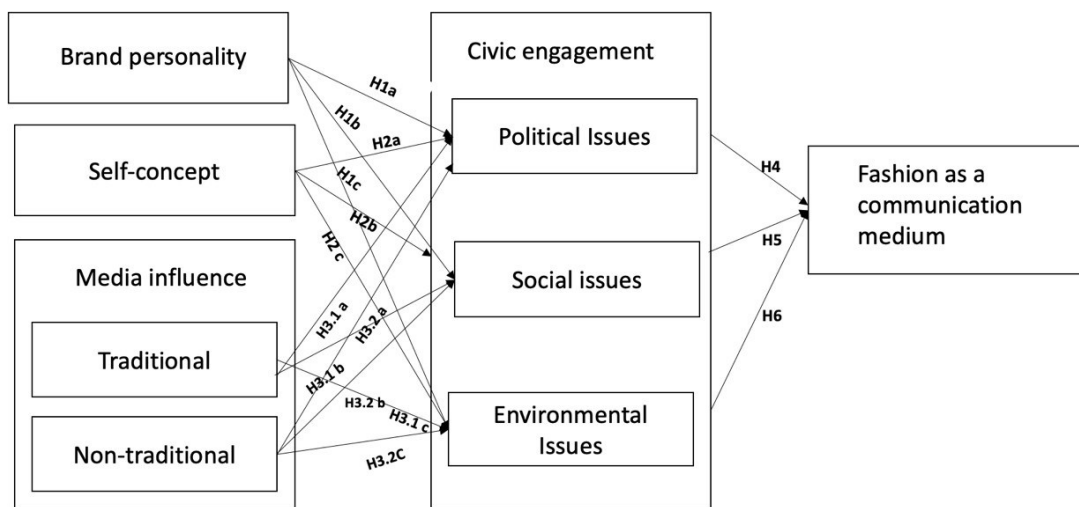 Brand personality
Self-concept
Media influence
Traditional
Non-traditional
H1a
H1b
H2a
H1c
H2b
H2 c
H3.1 a
H3.2 a
H3.1 b
H3.2 b
H3.1 c
H3.2C
Civic engagement
Political Issues
Social issues
Environmental
Issues
H4
H5
H6
Fashion as a
communication
medium